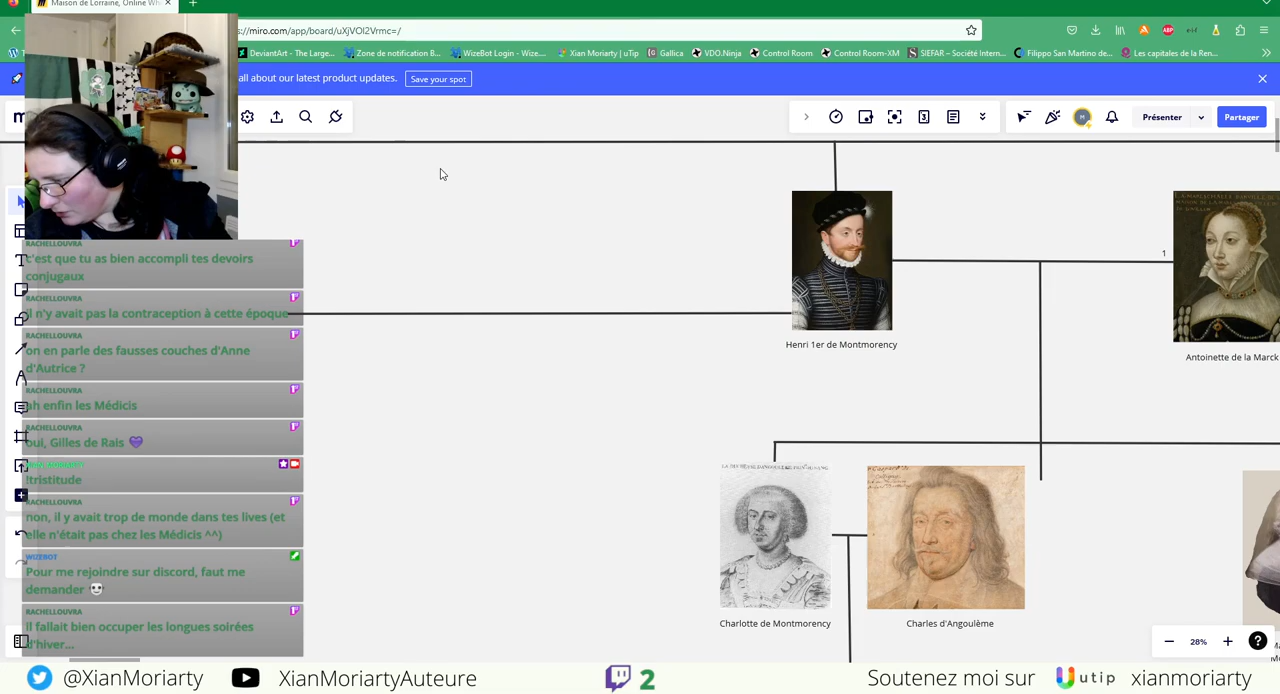 Maison de Lorraine, Online Wh
s://miro.com/app/board/uXjVOl2Vrmc=/
DeviantArt - The Large...
Zone de notification B...
WizeBot Login - Wize...
Xian Moriarty | uTip
Gallica
VDO.Ninja
Control Room
Control Room-XM
SIEFAR – Société Intern...
Filippo San Martino de...
Les capitales de la Ren...
all about our latest product updates.
Save your spot
Présenter
Partager
RACHELLOUVRA
c'est que tu as bien accompli tes devoirs
conjugaux
RACHELLOUVRA
il n'y avait pas la contraception à cette époque
RACHELLOUVRA
on en parle des fausses couches d'Anne
d'Autrice ?
RACHELLOUVRA
ah enfin les Médicis
RACHELLOUVRA
oui, Gilles de Rais 💜
!tristitude
RACHELLOUVRA
non, il y avait trop de monde dans tes lives (et
elle n'était pas chez les Médicis ^^)
WIZEBOT
Pour me rejoindre sur discord, faut me
demander
RACHELLOUVRA
Il fallait bien occuper les longues soirées
d'hiver...
Henri 1er de Montmorency
1
Antoinette de la Marck
Charlotte de Montmorency
Charles d'Angoulème
28%
@XianMoriarty
XianMoriartyAuteure
2
Soutenez moi sur
utip
xianmoriarty